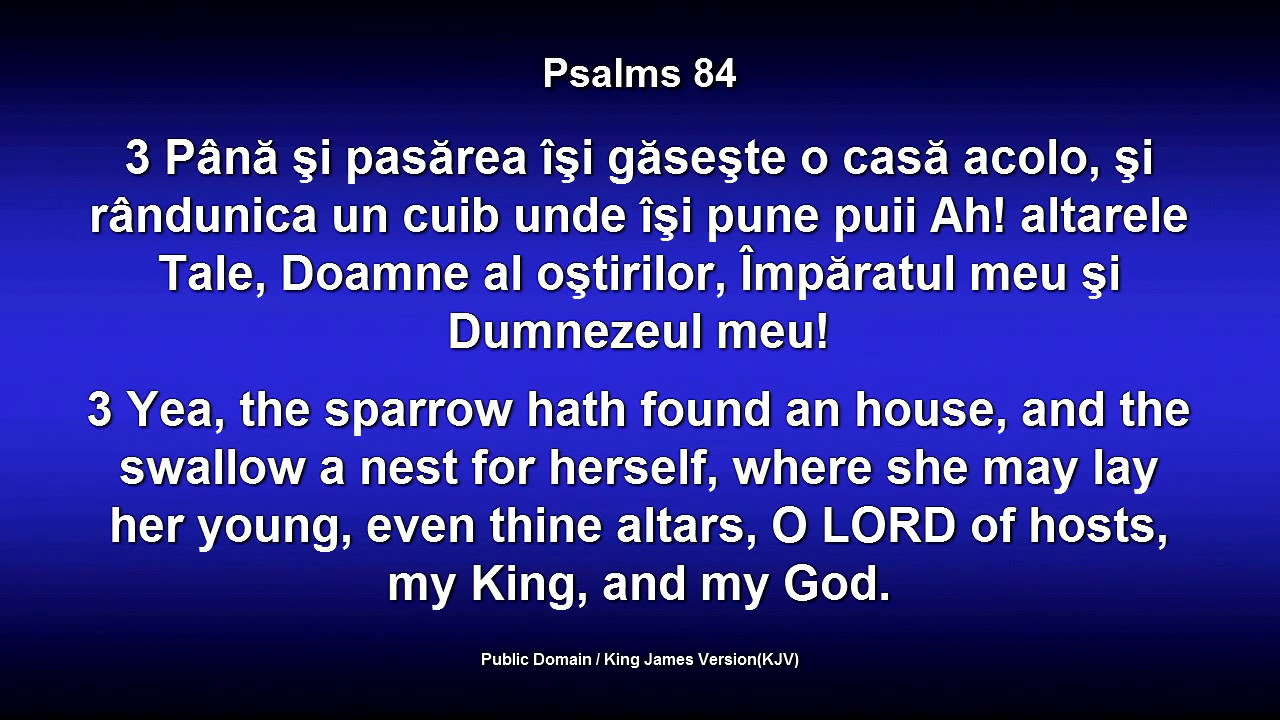 Psalms 84
3 Până şi pasărea îşi găseşte o casă acolo, şi
rândunica un cuib unde îşi pune puii Ah! altarele
Tale, Doamne al oştirilor, Împăratul meu şi
Dumnezeul meu!
3 Yea, the sparrow hath found an house, and the
swallow a nest for herself, where she may lay
her young, even thine altars, O LORD of hosts,
my King, and my God.
Public Domain / King James Version(KJV)